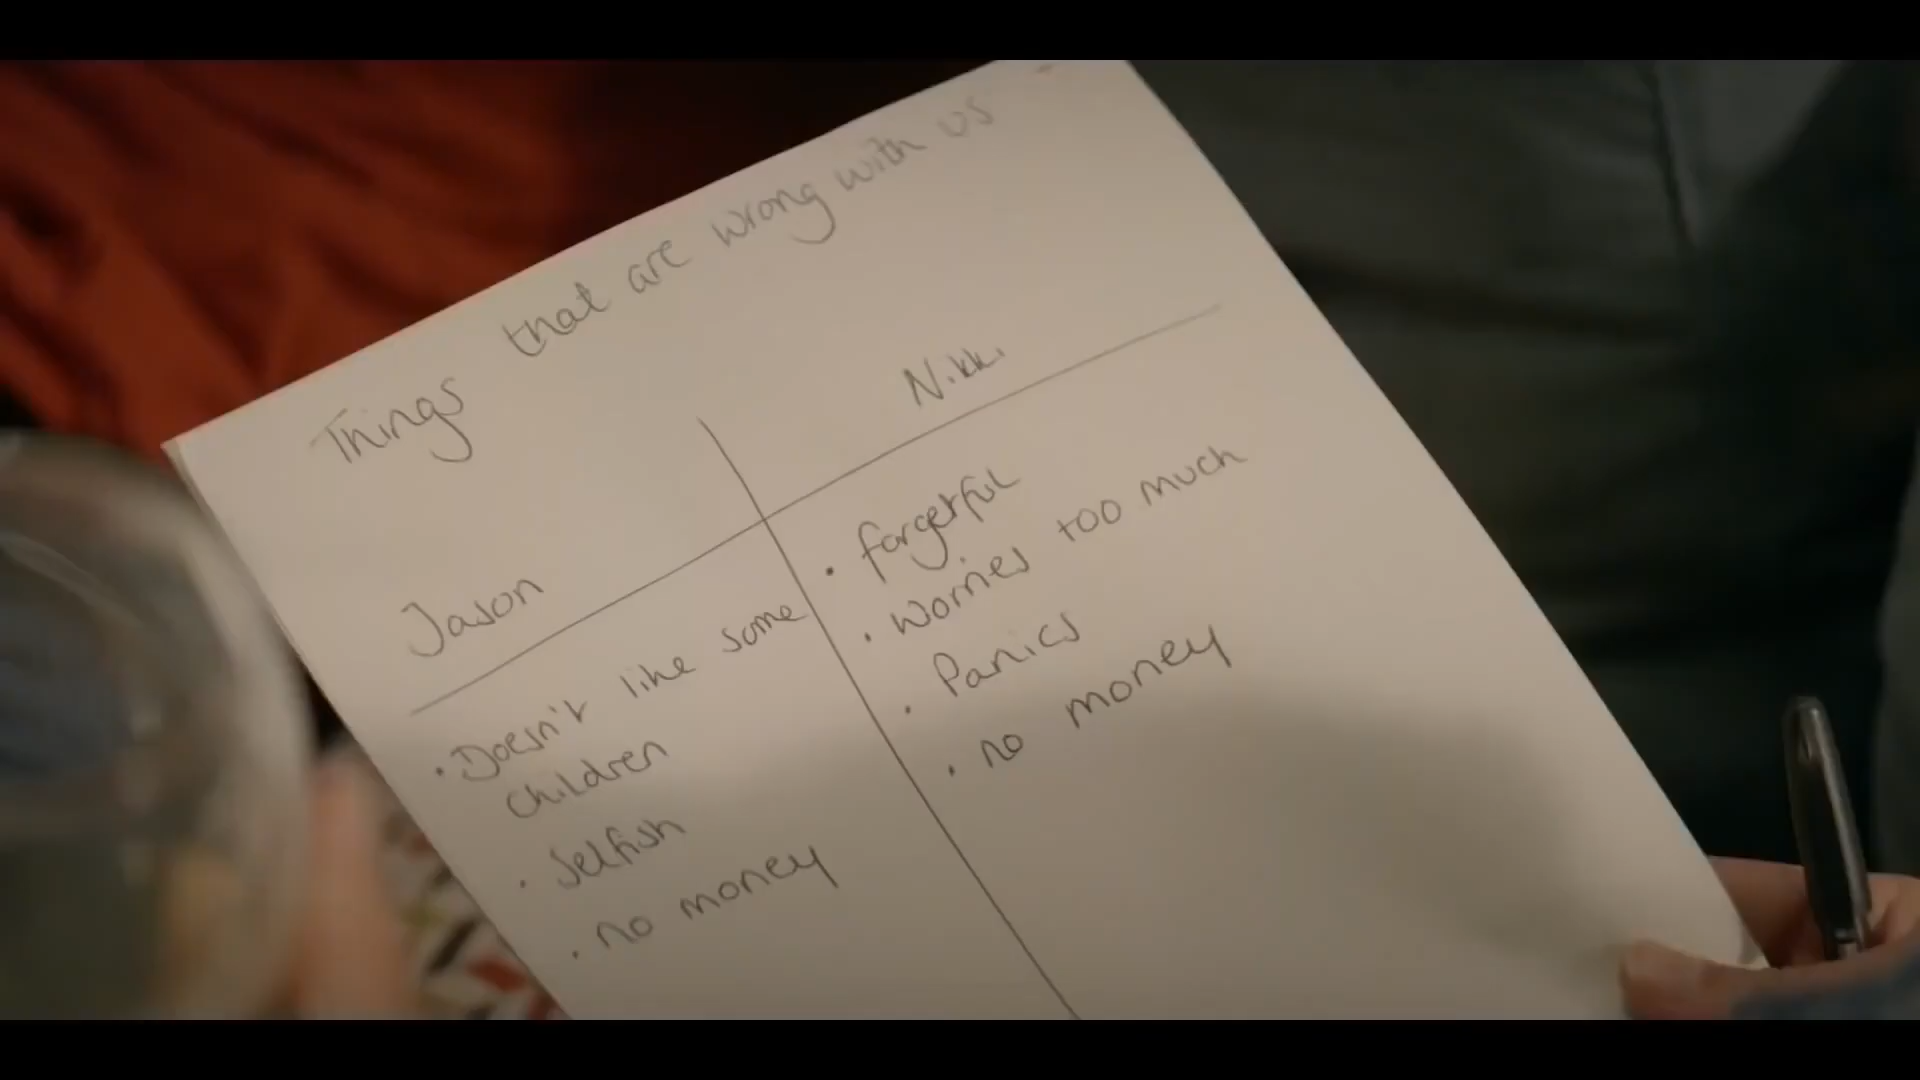 Things that are wrong with us
Jason
• Doesn't like some
children
• Selfish
• no money
Nikki
• forgetful
• Worries too much
• Panics
• no money